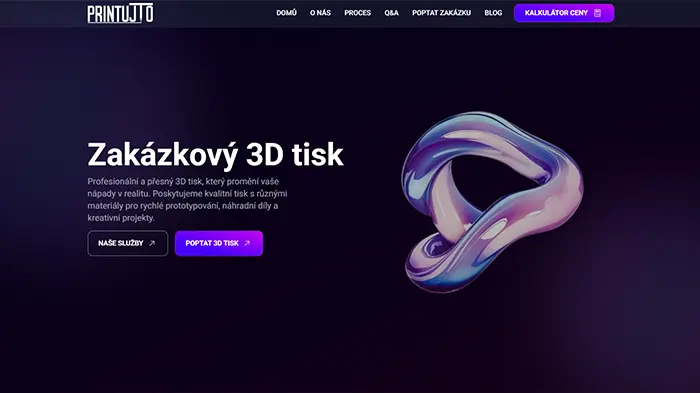 PRINTUJTO
DOMŮ O NÁS PROCES Q&A POPTAT ZAKÁZKU BLOG KALKULÁTOR CENY
Zakázkový 3D tisk
Profesionální a přesný 3D tisk, který promění vaše
nápady v realitu. Poskytujeme kvalitní tisk s různými
materiály pro rychlé prototypování, náhradní díly a
kreativní projekty.
NAŠE SLUŽBY POPTAT 3D TISK